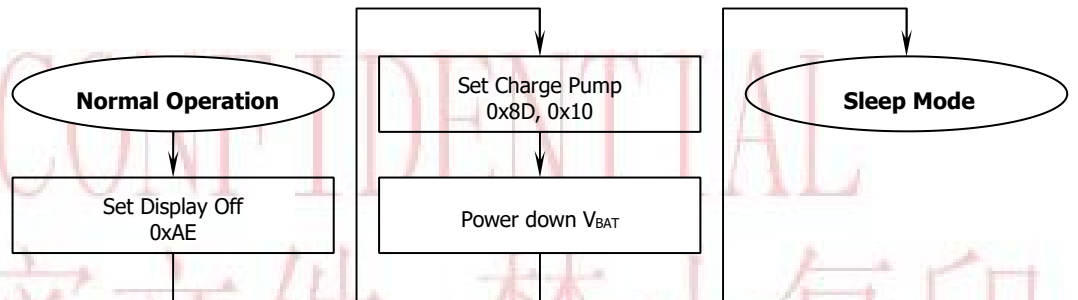 CONFIDENTIAL
Normal Operation
Set Display Off
0xAE
Set Charge Pump
0x8D, 0x10
Power down VBAT
Sleep Mode